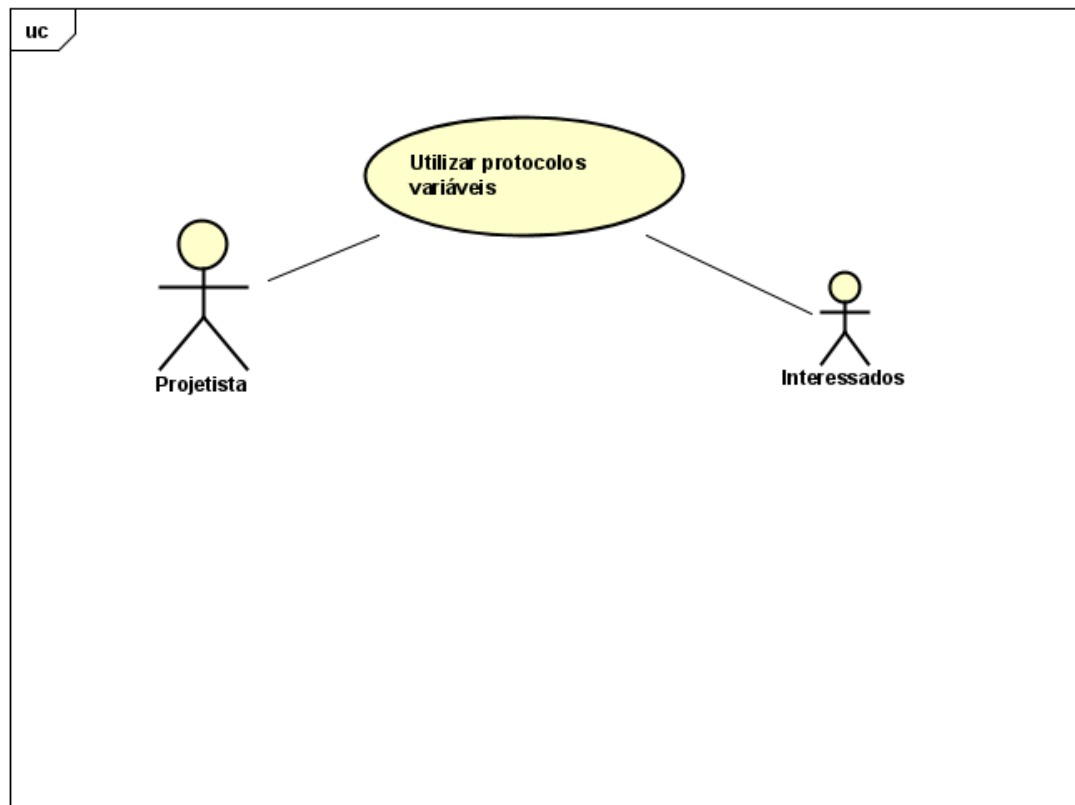 uc
Utilizar protocolos
variáveis
Projetista
Interessados